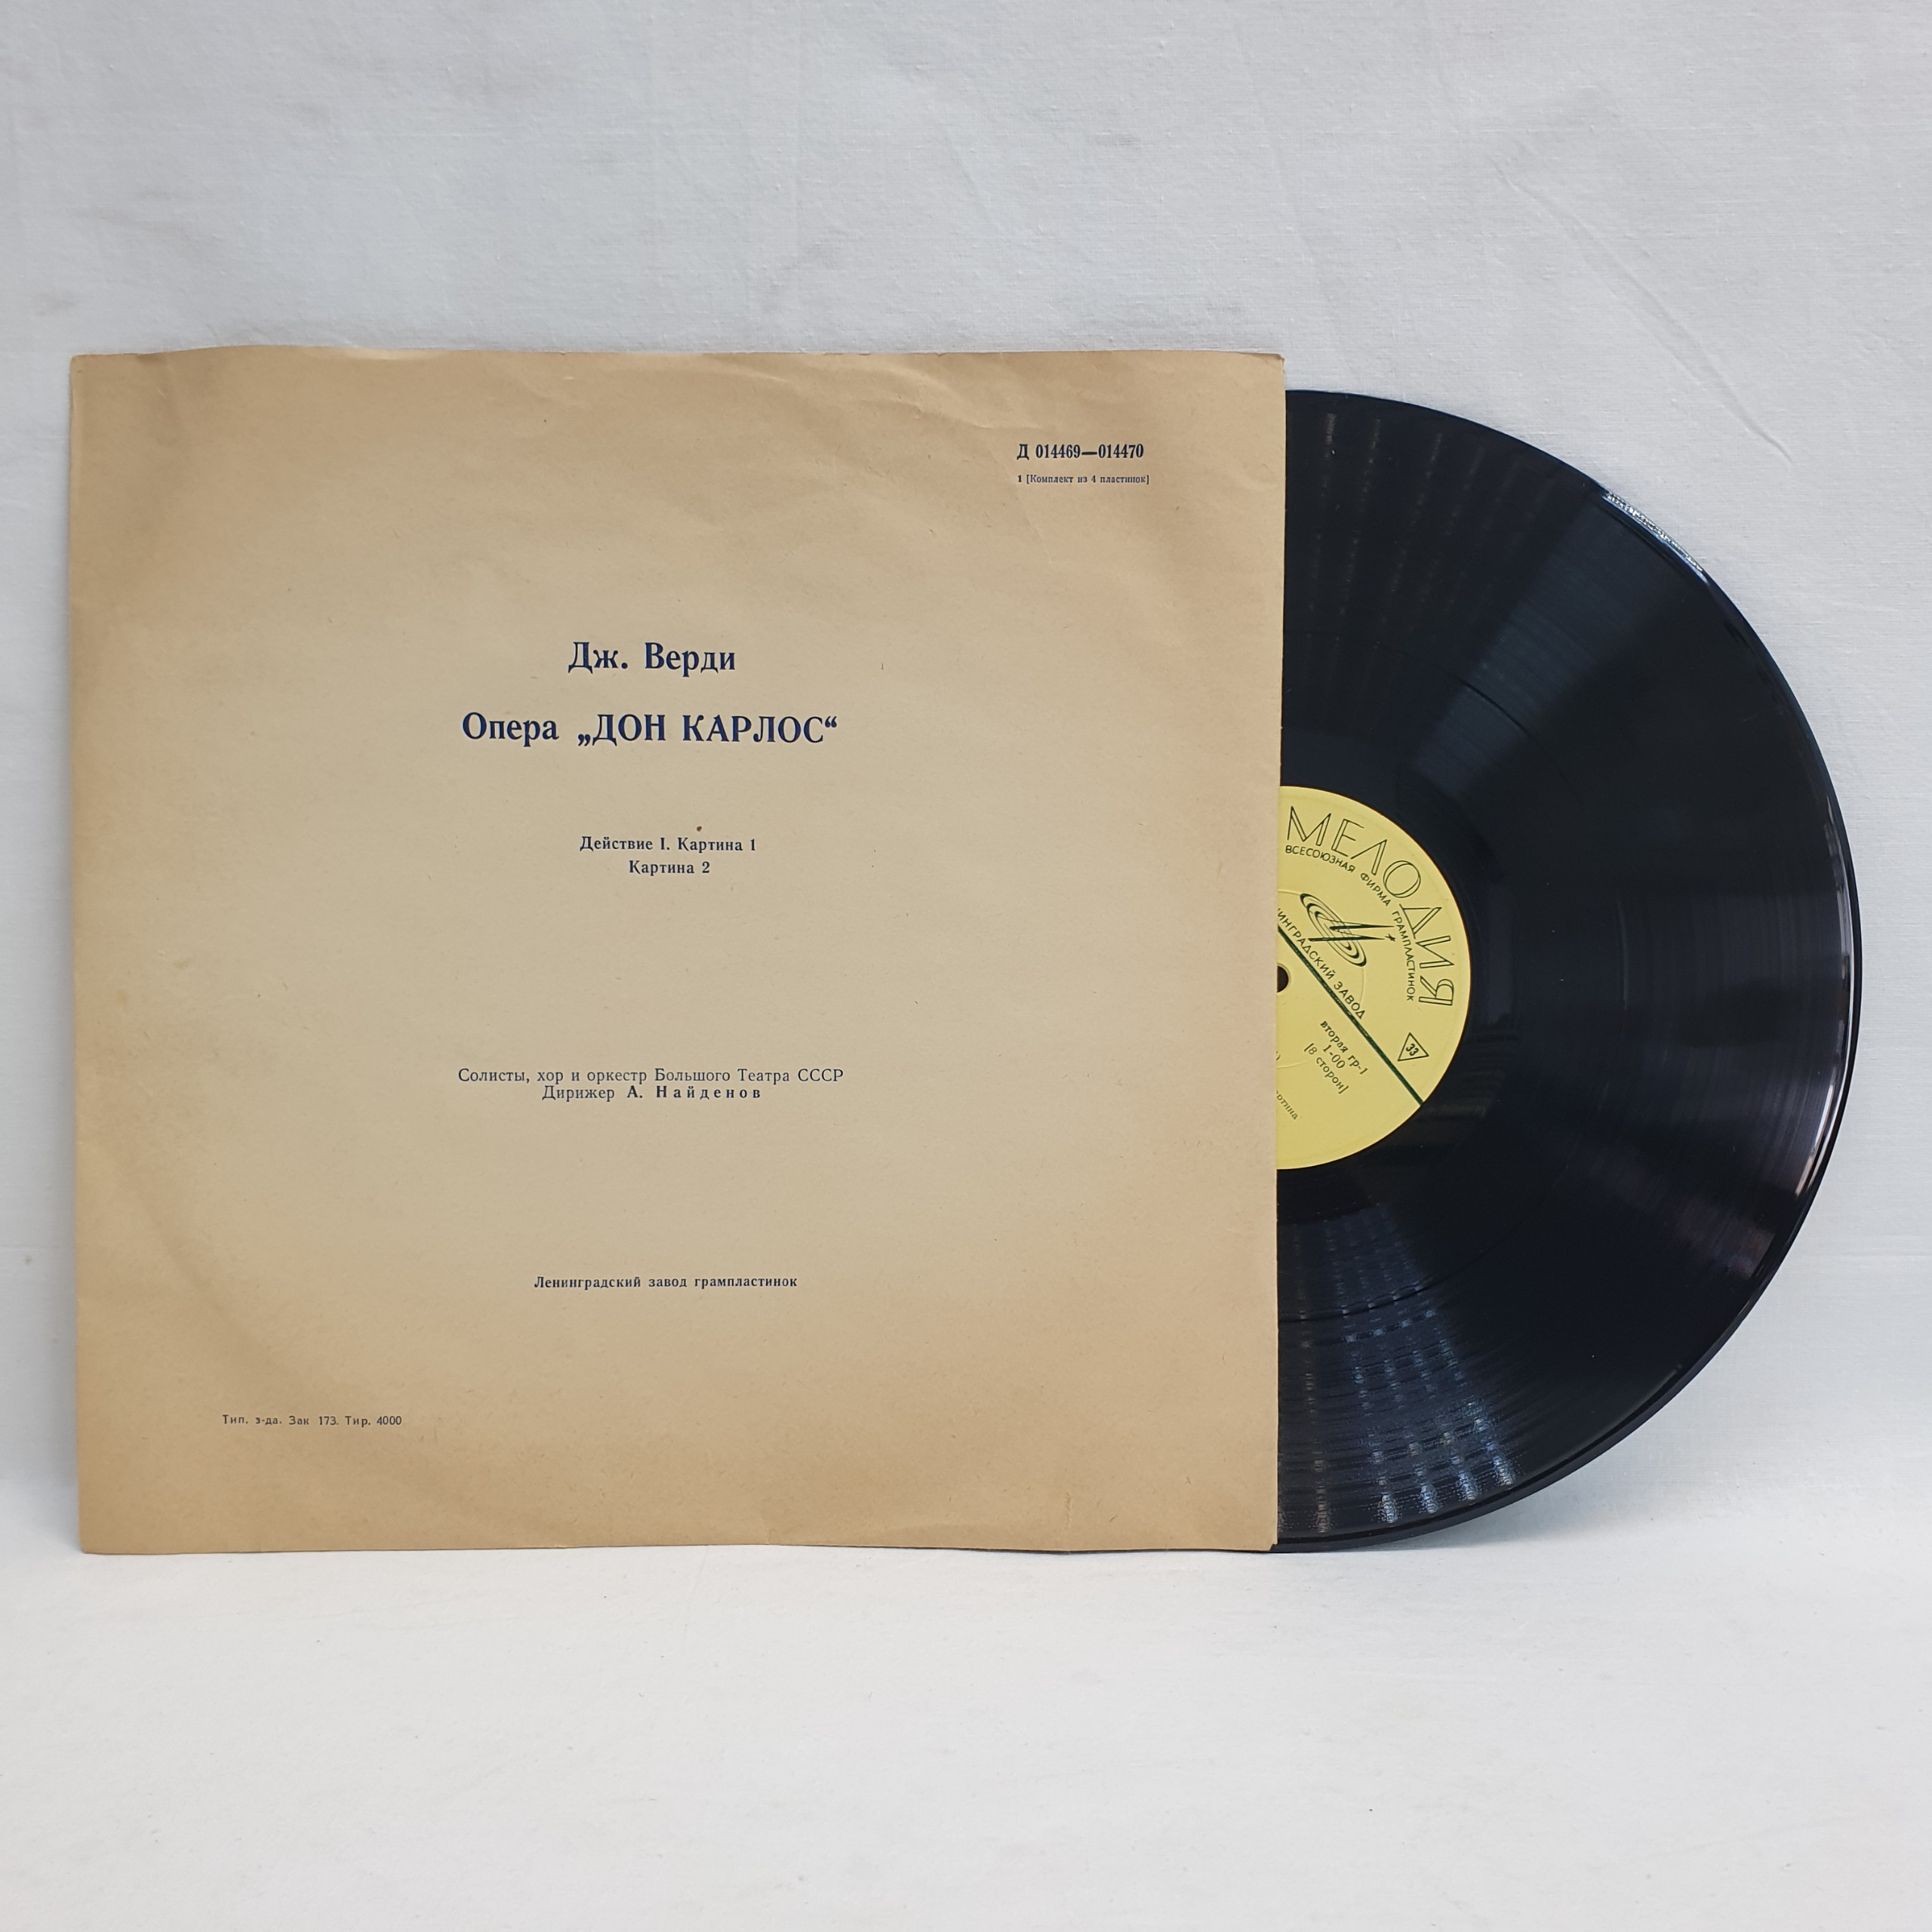 Д 014469—014470
1 [Комплект из 4 пластинок]
Дж. Верди
Опера „ДОН КАРЛОС“
Действие I. Картина 1
Картина 2
Солисты, хор и оркестр Большого Театра СССР
Дирижер А. Найденов
Ленинградский завод грампластинок
Тип. з-да. Зак 173. Тир. 4000
МЕЛОДИЯ
ВСЕСОЮЗНАЯ ФИРМА ГРАМПЛАСТИНОК
ЗАВОД
33
вторая гр-1
1-00
[8 сторон]